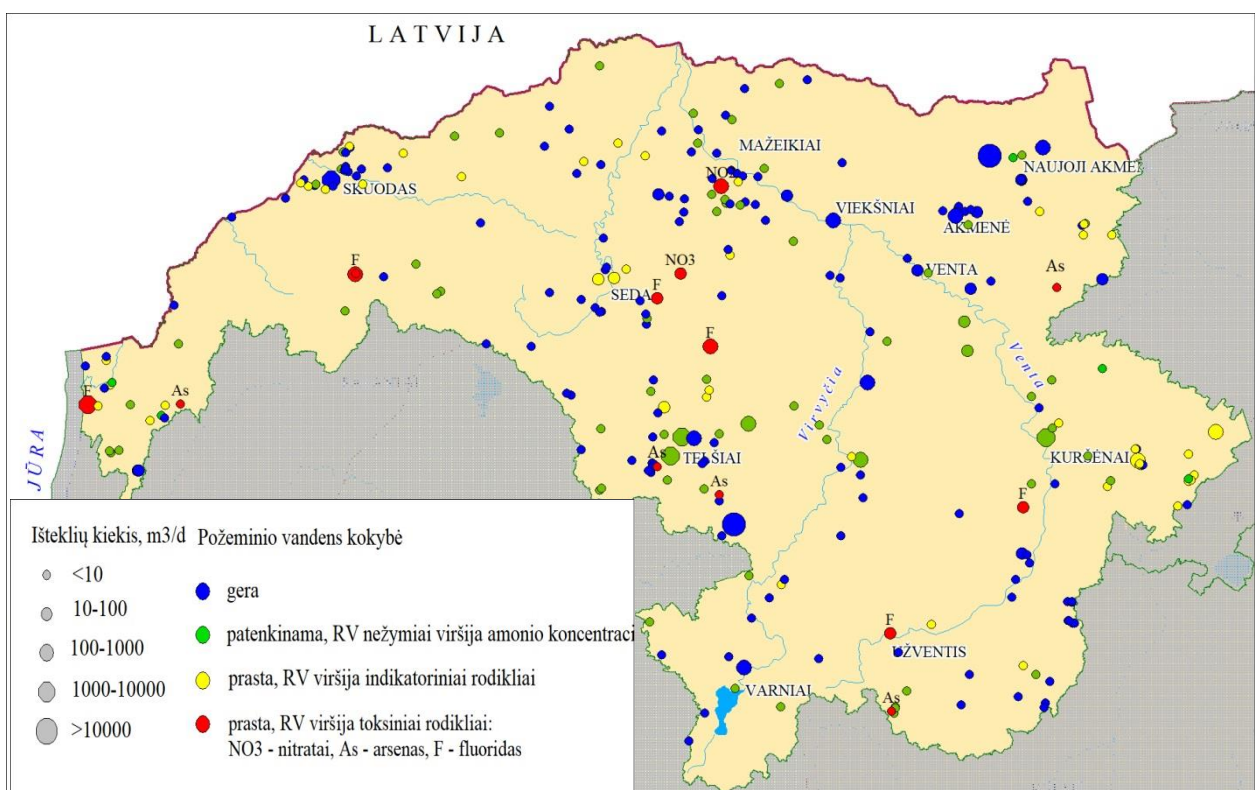 LATVIJA
MAŽEIKIAI
NAUJOJI AKMEN
SKUODAS
NO3
VIEKŠNIAI
AKMENĖ
F
NO3
VENTA
As
SEDA
F
F
Venta
Virvyčia
F
As
TELŠIAI
As
KURŠĖNAI
As
JŪRA
F
F
UŽVENTIS
VARNIAI
As
Išteklių kiekis, m3/d
Požeminio vandens kokybė
<10
10-100
100-1000
1000-10000
>10000
gera
patenkinama, RV nežymiai viršija amonio koncentraci
prasta, RV viršija indikatoriniai rodikliai
prasta, RV viršija toksiniai rodikliai:
NO3 - nitratai, As - arsenas, F - fluoridas